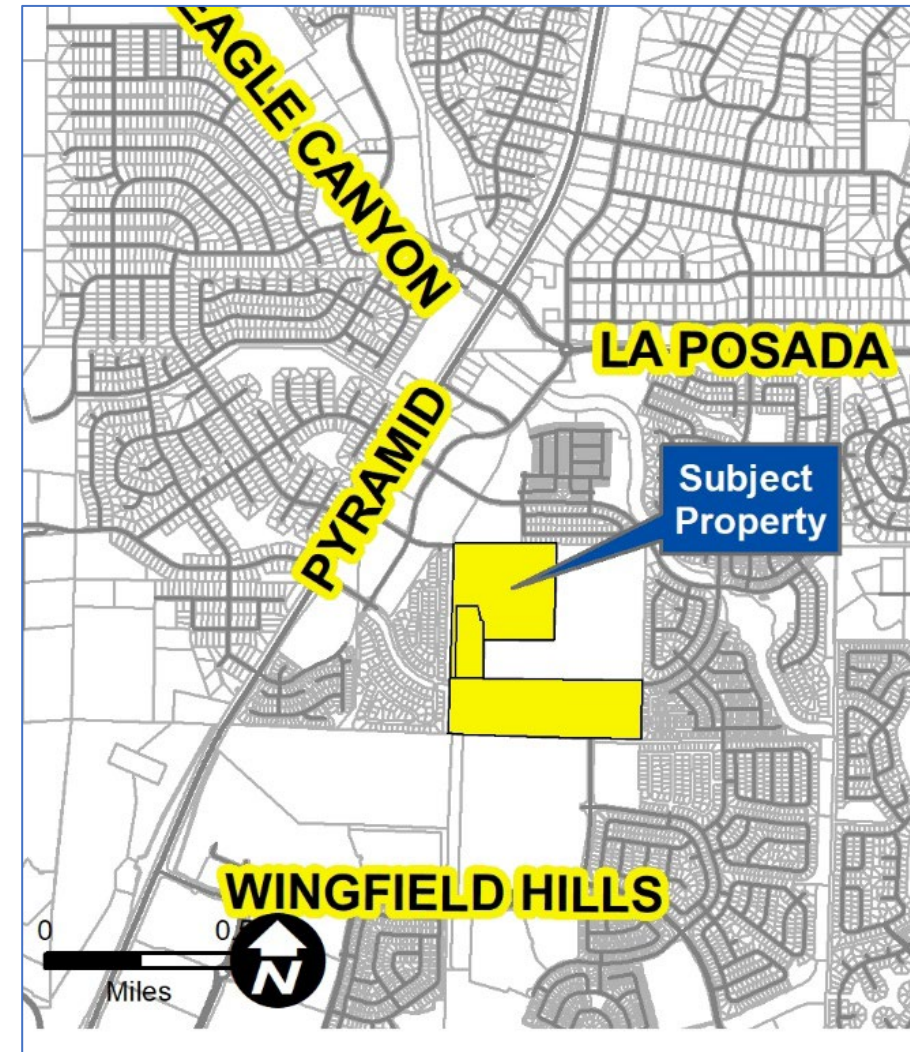 EAGLE CANYON
LA POSADA
PYRAMID
Subject
Property
WINGFIELD HILLS
0
Miles
N